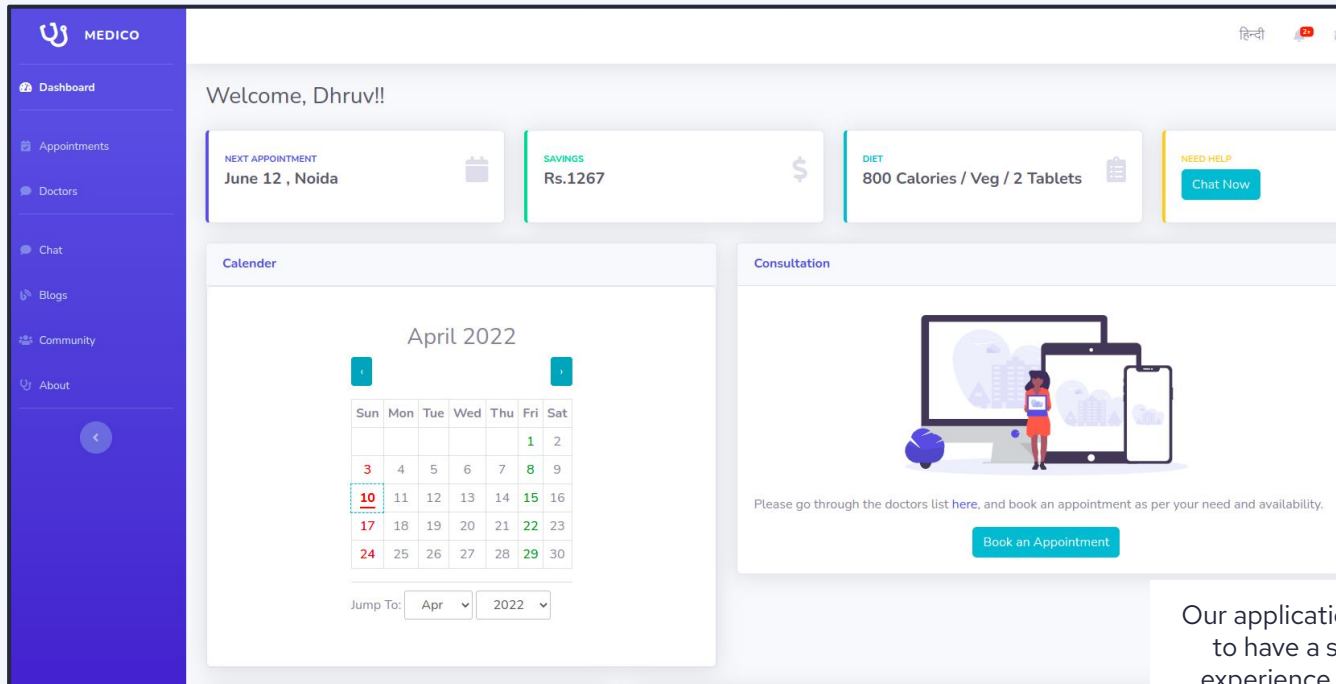 MEDICO
हिन्दी
2+
Dashboard
Appointments
Doctors
Chat
Blogs
Community
About
Welcome, Dhruv!!
NEXT APPOINTMENT
June 12 , Noida
SAVINGS
Rs.1267
DIET
800 Calories / Veg / 2 Tablets
NEED HELP
Chat Now
Calender
April 2022
Sun Mon Tue Wed Thu Fri Sat
1 2
3 4 5 6 7 8 9
10 11 12 13 14 15 16
17 18 19 20 21 22 23
24 25 26 27 28 29 30
Jump To: Apr 2022
Consultation
Please go through the doctors list here, and book an appointment as per your need and availability.
Book an Appointment
Our applicati
to have a s
experience